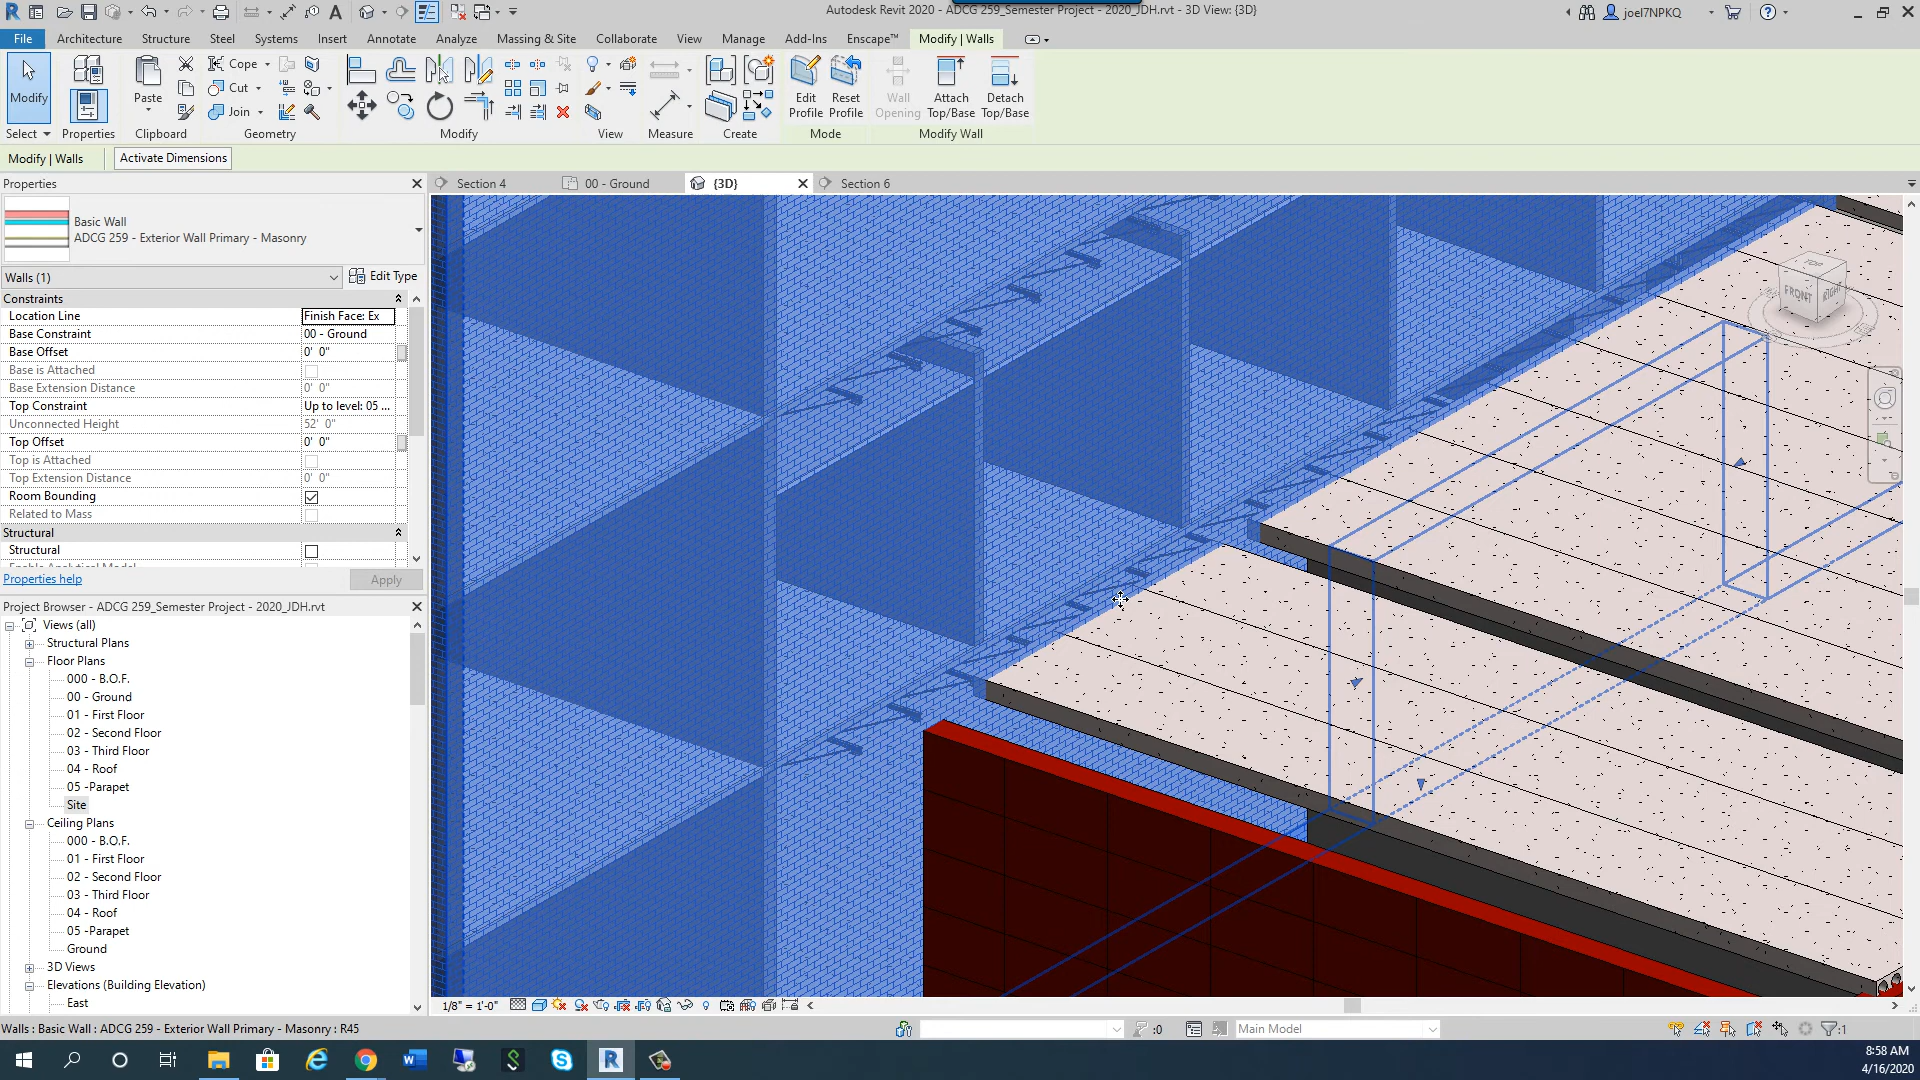 Autodesk Revit 2020 - ADCG 259_Semester Project - 2020_JDH.rvt - 3D View: {3D}
joel7NPKQ
File Architecture Structure Steel Systems Insert Annotate Analyze Massing & Site Collaborate View Manage Add-Ins Enscape™ Modify | Walls
Modify
Paste
Cope
Cut
Join
Edit Profile
Reset Profile
Wall Opening
Attach Top/Base
Detach Top/Base
Select Properties Clipboard Geometry Modify View Measure Create Mode Modify Wall
Modify | Walls Activate Dimensions
Properties
Section 4 00 - Ground {3D} Section 6
Basic Wall
ADCG 259 - Exterior Wall Primary - Masonry
Walls (1) Edit Type
Constraints
Location Line Finish Face: Ex
Base Constraint 00 - Ground
Base Offset 0' 0"
Base is Attached
Base Extension Distance 0' 0"
Top Constraint Up to level: 05 ...
Unconnected Height 52' 0"
Top Offset 0' 0"
Top is Attached
Top Extension Distance 0' 0"
Room Bounding
Related to Mass
Structural
Structural
Enable Analytical Model
Properties help Apply
Project Browser - ADCG 259_Semester Project - 2020_JDH.rvt
Views (all)
Structural Plans
Floor Plans
000 - B.O.F.
00 - Ground
01 - First Floor
02 - Second Floor
03 - Third Floor
04 - Roof
05 -Parapet
Site
Ceiling Plans
000 - B.O.F.
01 - First Floor
02 - Second Floor
03 - Third Floor
04 - Roof
05 -Parapet
Ground
3D Views
Elevations (Building Elevation)
East
TOP
FRONT
RIGHT
1/8" = 1'-0"
Walls : Basic Wall : ADCG 259 - Exterior Wall Primary - Masonry : R45
:0
Main Model
:1
8:58 AM
4/16/2020